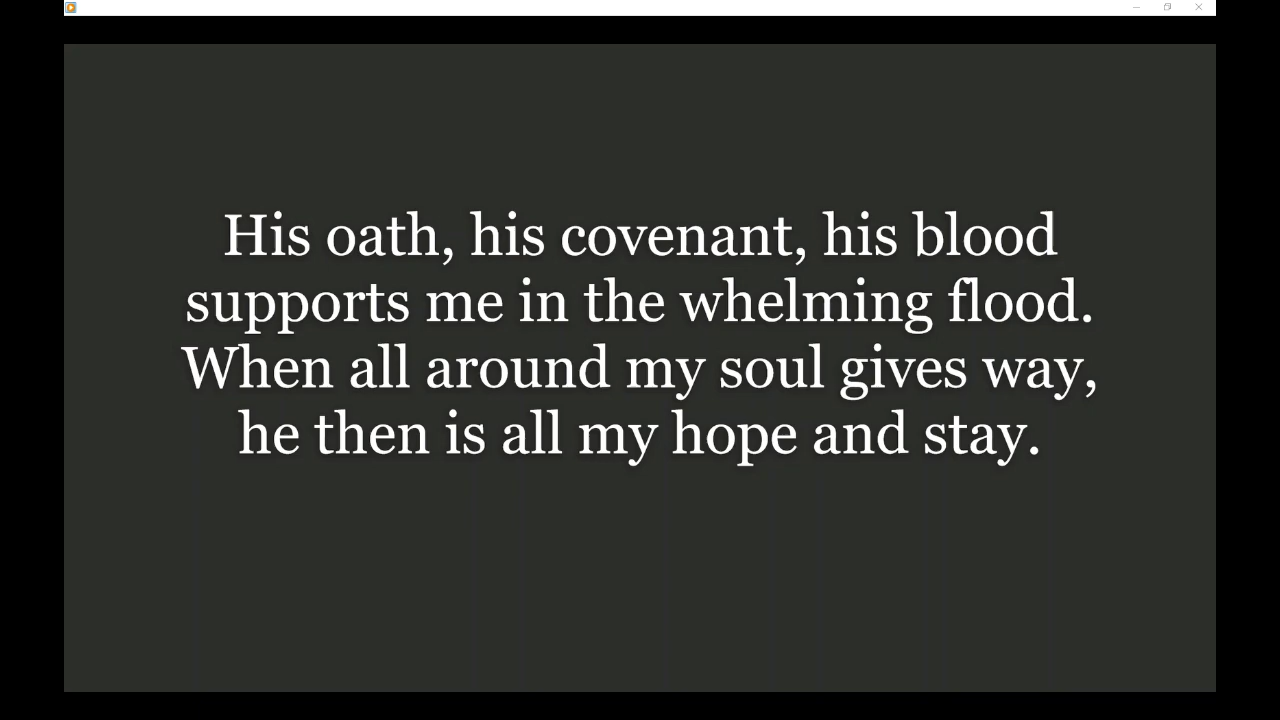 His oath, his covenant, his blood
supports me in the whelming flood.
When all around my soul gives way,
he then is all my hope and stay.